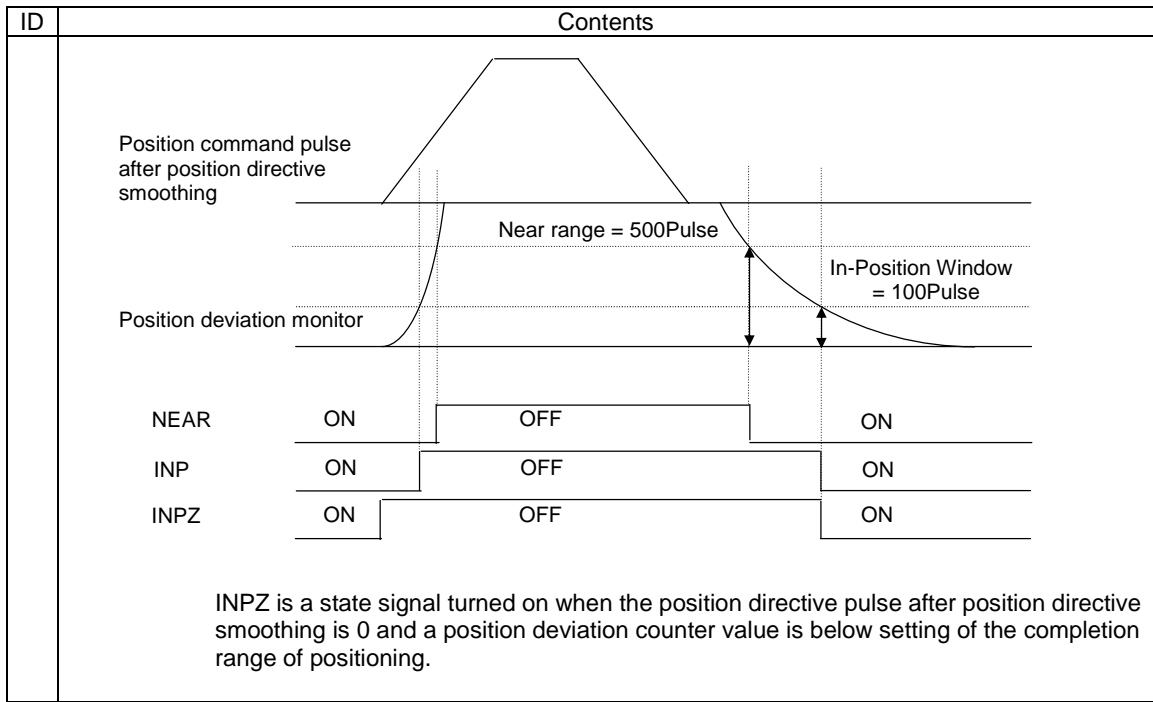 ID Contents
Position command pulse
after position directive
smoothing
Near range = 500Pulse
In-Position Window
= 100Pulse
Position deviation monitor
NEAR ON OFF ON
INP ON OFF ON
INPZ ON OFF ON
INPZ is a state signal turned on when the position directive pulse after position directive
smoothing is 0 and a position deviation counter value is below setting of the completion
range of positioning.